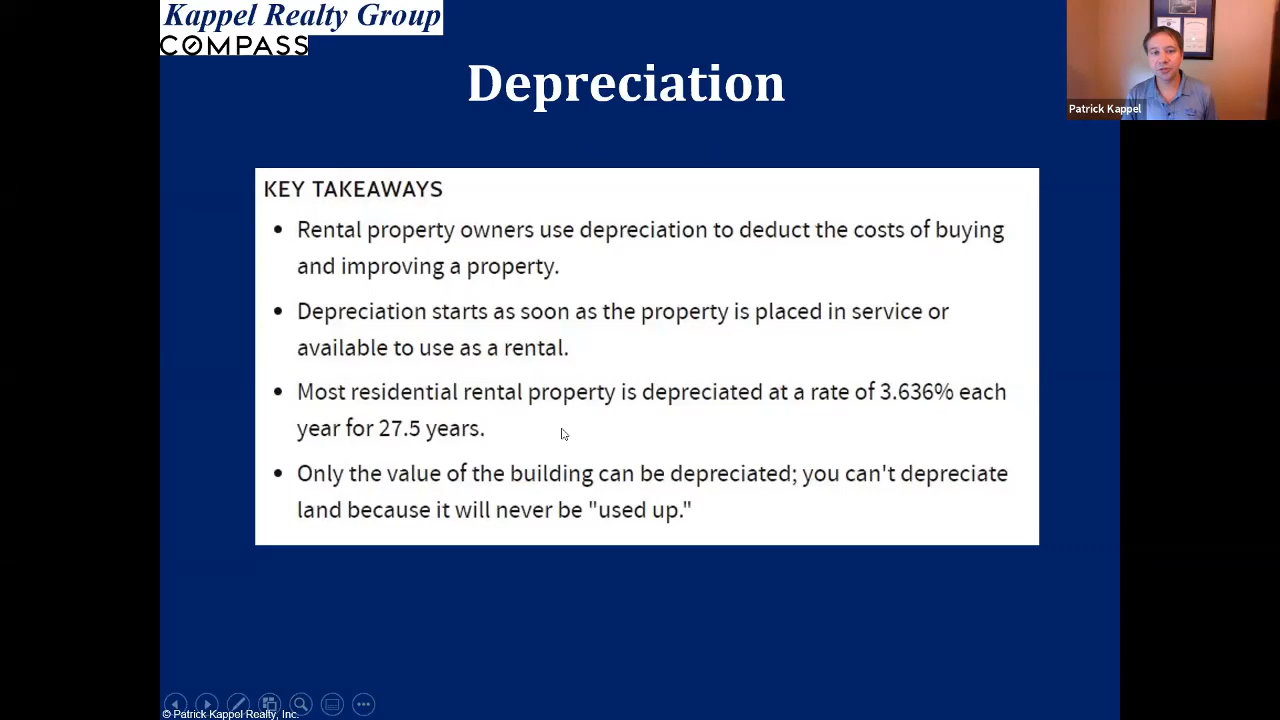 Kappel Realty Group
COMPASS
Depreciation
Patrick Kappel
KEY TAKEAWAYS
• Rental property owners use depreciation to deduct the costs of buying
and improving a property.
• Depreciation starts as soon as the property is placed in service or
available to use as a rental.
• Most residential rental property is depreciated at a rate of 3.636% each
year for 27.5 years.
• Only the value of the building can be depreciated; you can't depreciate
land because it will never be "used up."
© Patrick Kappel Realty, Inc.